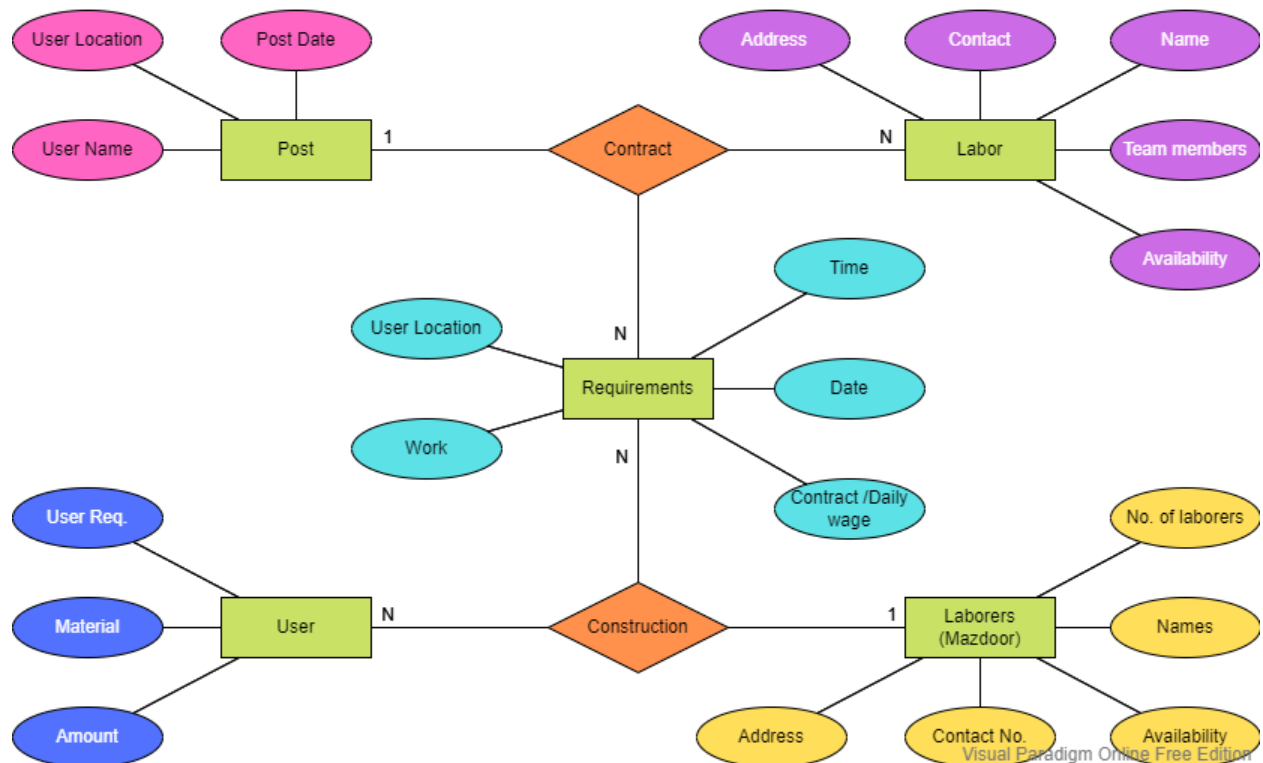 User Location
Post Date
Address
Contact
Name
User Name
Post
1
Contract
N
Labor
Team members
Availability
Time
User Location
N
Requirements
Date
Work
N
Contract /Daily
wage
User Req.
No. of laborers
Material
User
N
Construction
1
Laborers
(Mazdoor)
Names
Amount
Address
Contact No.
Availability
Visual Paradigm Online Free Edition